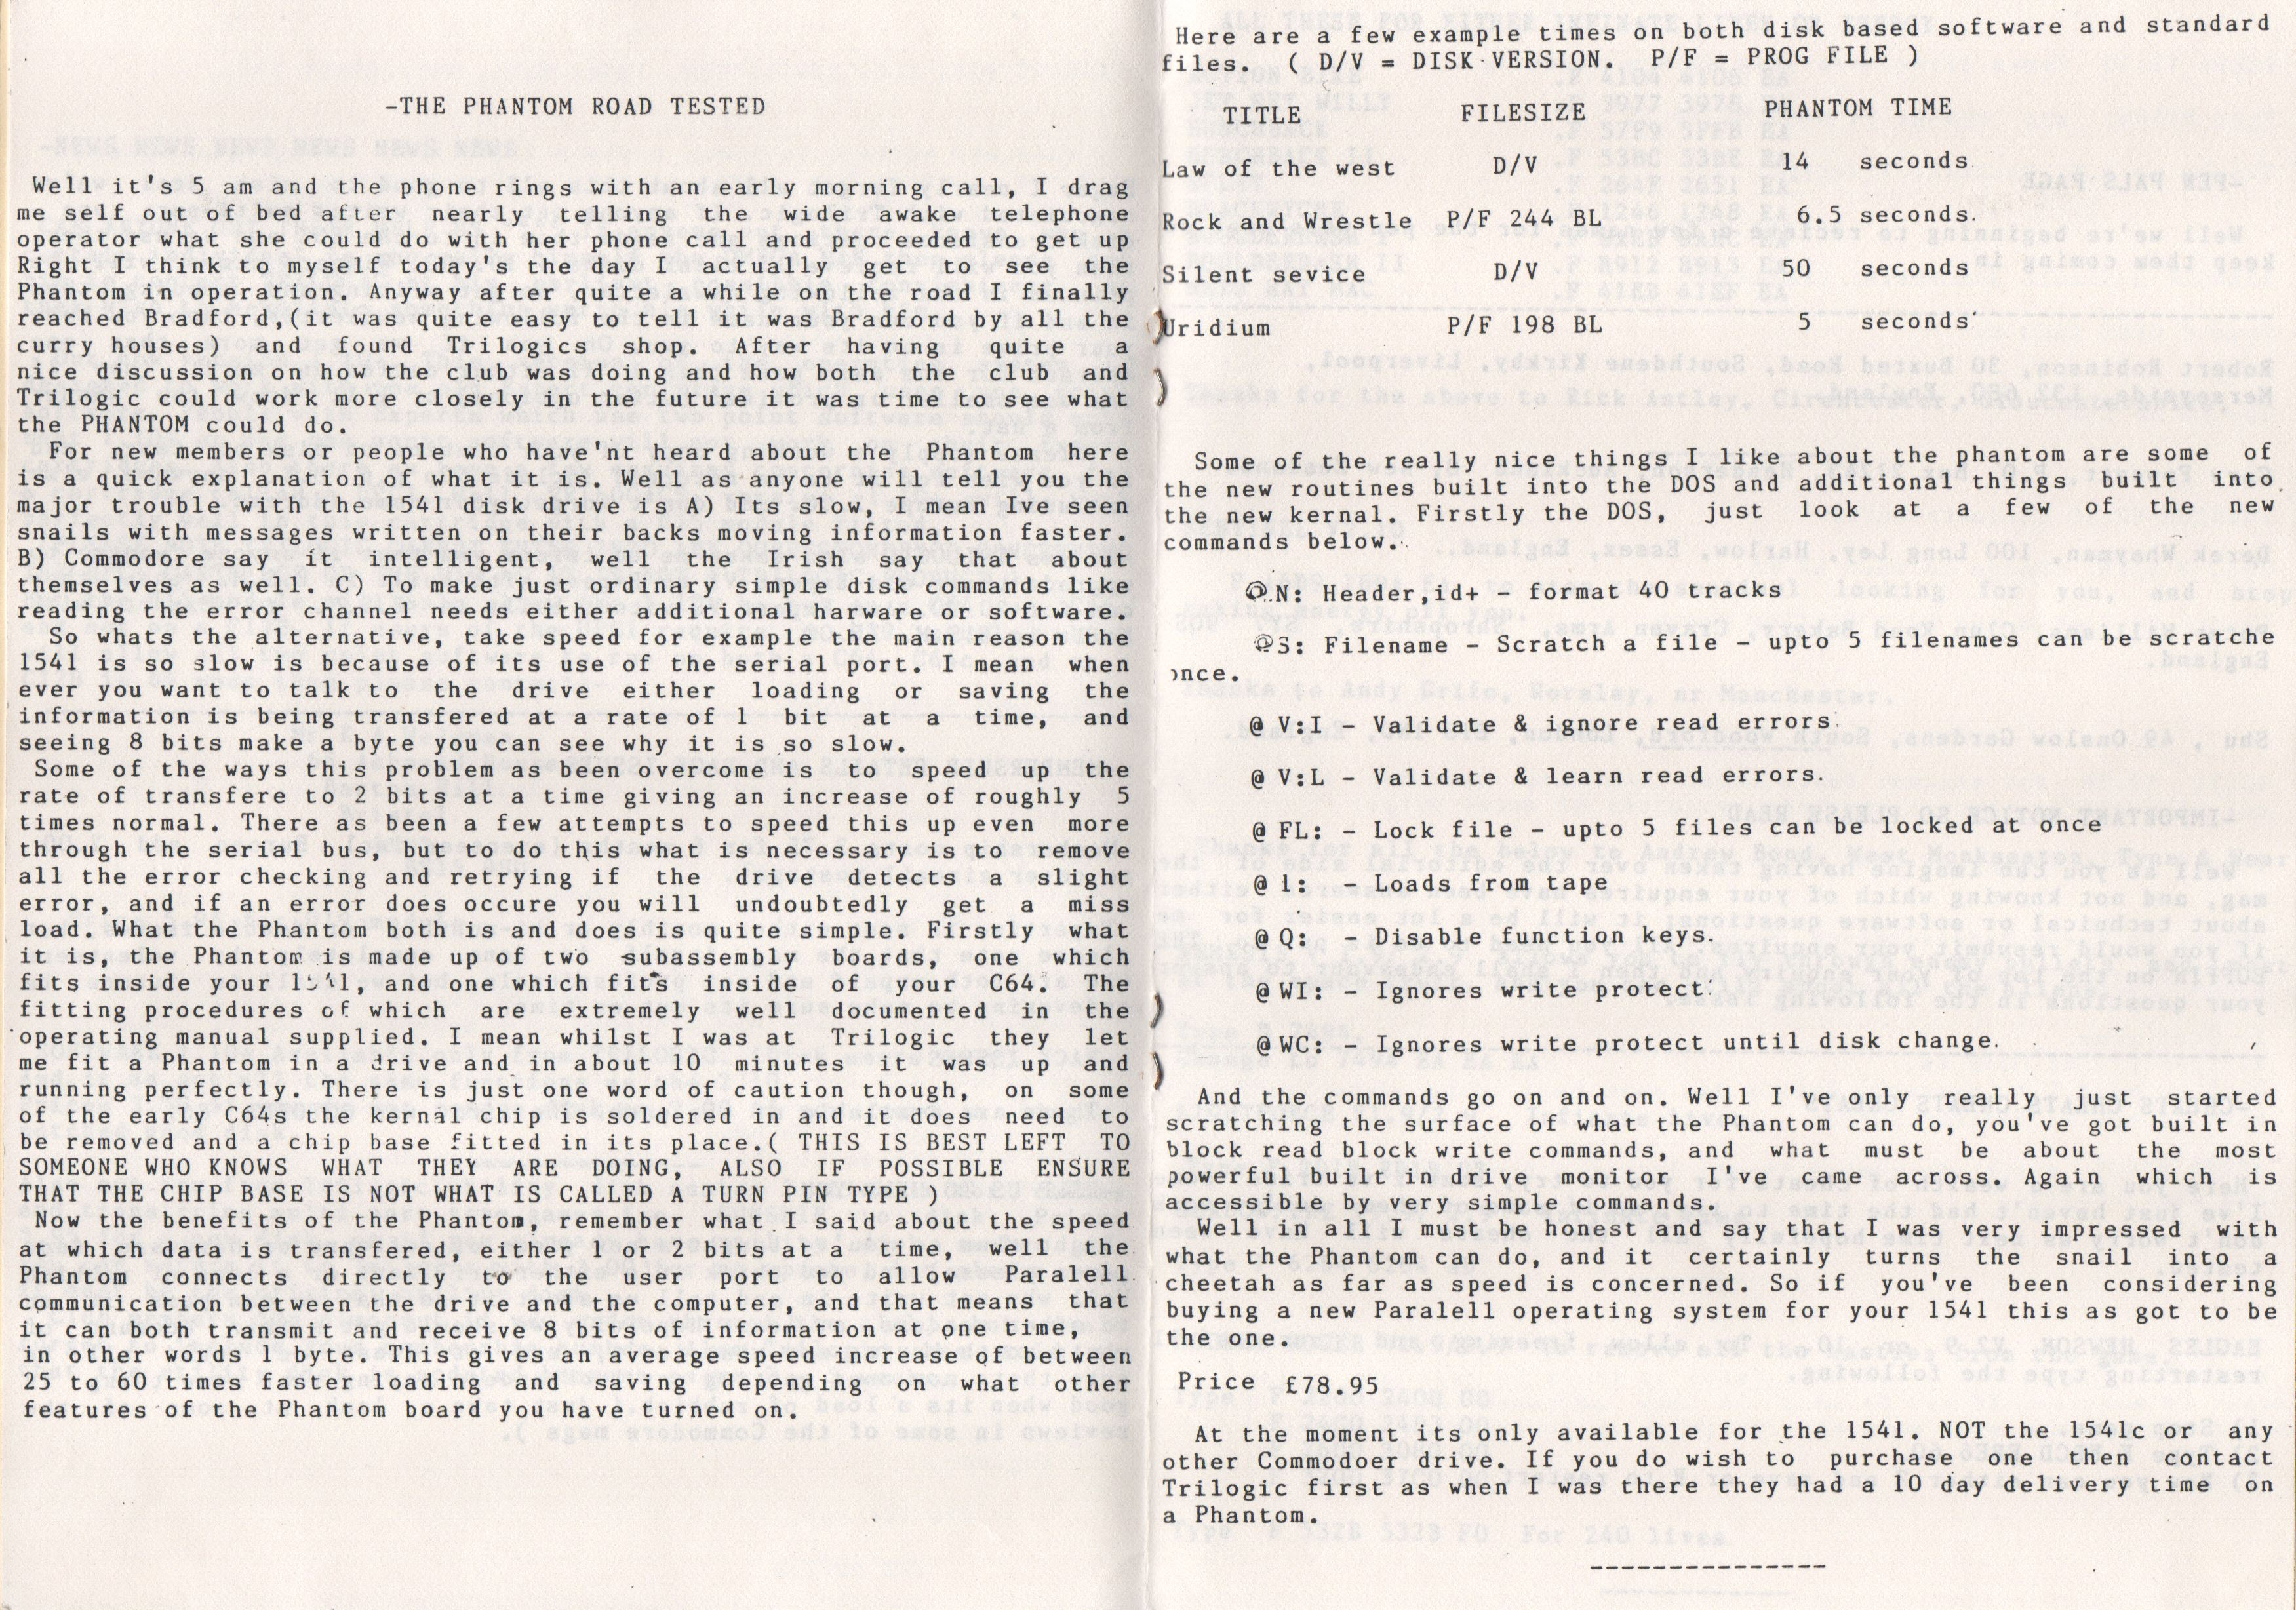 -THE PHANTOM ROAD TESTED
Well it's 5 am and the phone rings with an early morning call, I drag
me self out of bed after nearly telling the wide awake telephone
operator what she could do with her phone call and proceeded to get up
Right I think to myself today's the day I actually get to see the
Phantom in operation. Anyway after quite a while on the road i finally
reached Bradford,(it was quite easy to tell it was Bradford by all the
curry houses) and found Trilogics shop. After having quite a
nice discussion on how the club was doing and how both the club and
Trilogic could work more closely in the future it was time to see what
the PHANTOM could do.
For new members or people who have'nt heard about the Phantom here
is a quick explanation of what it is. Well as anyone will tell you the
major trouble with the 1541 disk drive is A) Its slow, I mean Ive seen
snails with messages written on their backs moving information faster.
B) Commodore say it intelligent, well the Irish say that about
themselves as well. C) To make just ordinary simple disk commands like
reading the error channel needs either additional harware or software.
So whats the alternative, take speed for example the main reason the
1541 is so slow is because of its use of the serial port. I mean when
ever you want to talk to the drive either loading or saving the
information is being transfered at a rate of 1 bit at a time, and
seeing 8 bits make a byte you can see why it is so slow.
Some of the ways this problem as been overcome is to speed up the
rate of transfere to 2 bits at a time giving an increase of roughly 5
times normal. There as been a few attempts to speed this up even more
through the serial bus, but to do this what is necessary is to remove
all the error checking and retrying if the drive detects a slight
error, and if an error does occure you will undoubtedly get a miss
load. What the Phantom both is and does is quite simple. Firstly what
it is, the Phantom is made up of two subassembly boards, one which
fits inside your 1541, and one which fits inside of your C64. The
fitting procedures of which are extremely well documented in the
operating manual supplied. I mean whilst I was at Trilogic they let
me fit a Phantom in a drive and in about 10 minutes it was up and
running perfectly. There is just one word of caution though, on some
of the early C64s the kernal chip is soldered in and it does need to
be removed and a chip base fitted in its place.( THIS IS BEST LEFT TO
SOMEONE WHO KNOWS WHAT THEY ARE DOING, ALSO IF POSSIBLE ENSURE
THAT THE CHIP BASE IS NOT WHAT IS CALLED A TURN PIN TYPE )
Now the benefits of the Phantom, remember what I said about the speed
at which data is transfered, either 1 or 2 bits at a time, well the
Phantom connects directly to the user port to allow Paralell
communication between the drive and the computer, and that means that
it can both transmit and receive 8 bits of information at one time,
in other words 1 byte. This gives an average speed increase of between
25 to 60 times faster loading and saving depending on what other
features of the Phantom board you have turned on.
Here are a few example times on both disk based software and standard
files. ( D/V = DISK VERSION. P/F = PROG FILE )
TITLE FILESIZE PHANTOM TIME
Law of the west D/V 14 seconds
Rock and Wrestle P/F 244 BL 6.5 seconds.
Silent sevice D/V 50 seconds
Uridium P/F 198 BL 5 seconds
Some of the really nice things I like about the phantom are some of
the new routines built into the DOS and additional things built into
the new kernal. Firstly the DOS, just look at a few of the new
commands below.
@ N: Header,id+ - format 40 tracks
@S: Filename - Scratch a file - upto 5 filenames can be scratche
once.
@ V:I - Validate & ignore read errors.
@ V:L - Validate & learn read errors.
@ FL: - Lock file - upto 5 files can be locked at once
@ l: - Loads from tape
@ Q: - Disable function keys.
@ WI: - Ignores write protect
@ WC: - Ignores write protect until disk change.
And the commands go on and on. Well I've only really just started
scratching the surface of what the Phantom can do, you've got built in
block read block write commands, and what must be about the most
powerful built in drive monitor I've came across. Again which is
accessible by very simple commands.
Well in all I must be honest and say that I was very impressed with
what the Phantom can do, and it certainly turns the snail into a
cheetah as far as speed is concerned. So if you've been considering
buying a new Paralell operating system for your 1541 this as got to be
the one.
Price £78.95
At the moment its only available for the 1541. NOT the 1541c or any
other Commodoer drive. If you do wish to purchase one then contact
Trilogic first as when I was there they had a 10 day delivery time on
a Phantom.
---------------